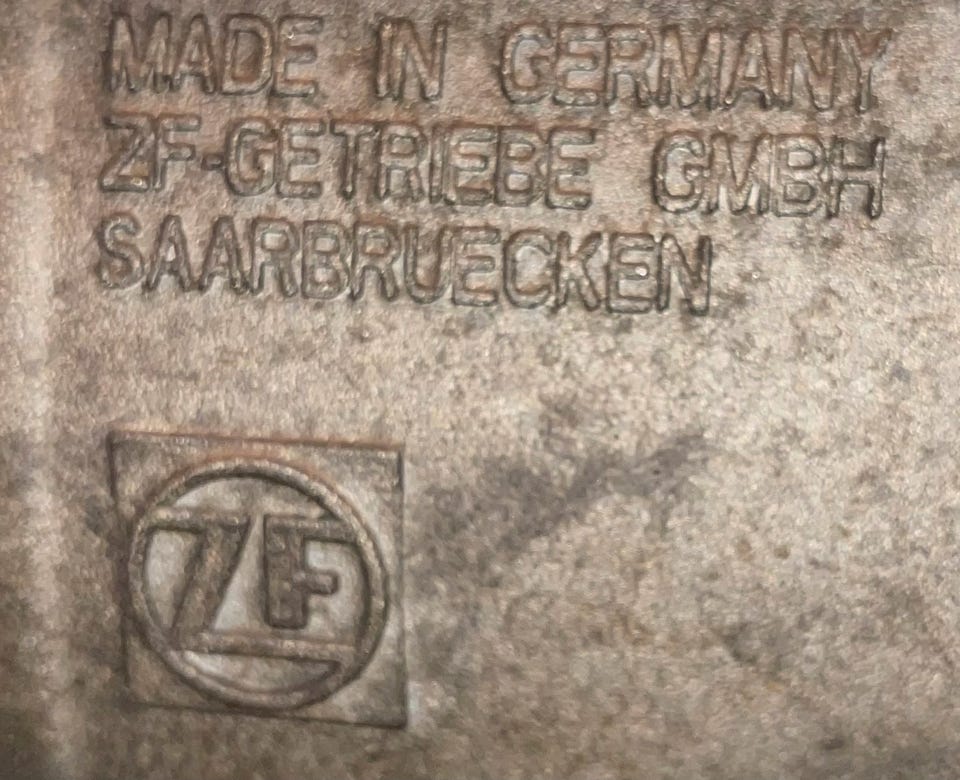 MADE IN GERMANY
ZF-GETRIEBE GMBH
SAARBRUECKEN
ZF